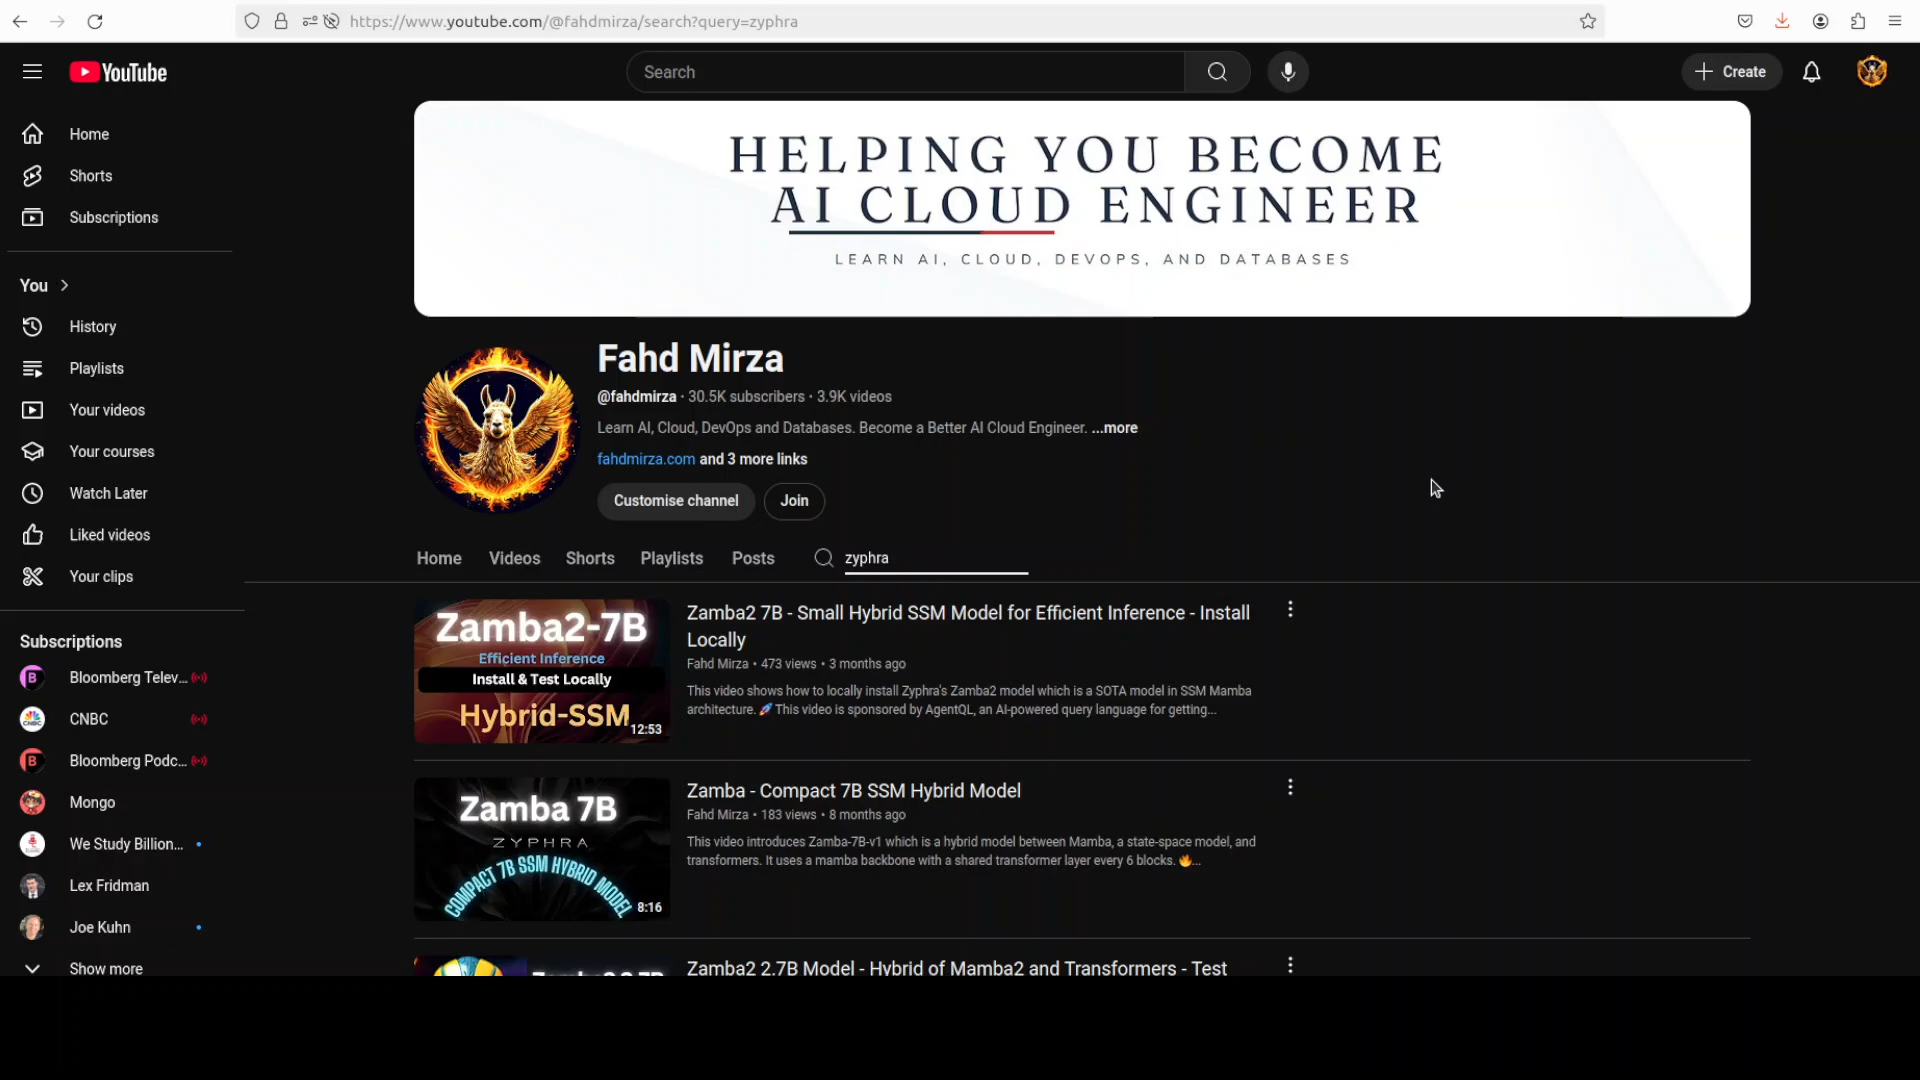 https://www.youtube.com/@fahdmirza/search?query=zyphra
YouTube
Search
Create
Home
Shorts
Subscriptions
You
History
Playlists
Your videos
Your courses
Watch Later
Liked videos
Your clips
Subscriptions
Bloomberg Telev...
CNBC
Bloomberg Podc...
Mongo
We Study Billion...
Lex Fridman
Joe Kuhn
Show more
HELPING YOU BECOME
AI CLOUD ENGINEER
LEARN AI, CLOUD, DEVOPS, AND DATABASES
Fahd Mirza
@fahdmirza • 30.5K subscribers • 3.9K videos
Learn AI, Cloud, DevOps and Databases. Become a Better AI Cloud Engineer. ...more
fahdmirza.com and 3 more links
Customise channel Join
Home Videos Shorts Playlists Posts zyphra
Zamba2-7B
Efficient Inference
Install & Test Locally
Hybrid-SSM
12:53
Zamba2 7B - Small Hybrid SSM Model for Efficient Inference - Install
Locally
Fahd Mirza • 473 views • 3 months ago
This video shows how to locally install Zyphra's Zamba2 model which is a SOTA model in SSM Mamba
architecture. 🚀 This video is sponsored by AgentQL, an AI-powered query language for getting...
Zamba 7B
ZYPHRA
COMPACT 7B SSM HYBRID MODEL
8:16
Zamba - Compact 7B SSM Hybrid Model
Fahd Mirza • 183 views • 8 months ago
This video introduces Zamba-7B-v1 which is a hybrid model between Mamba, a state-space model, and
transformers. It uses a mamba backbone with a shared transformer layer every 6 blocks. 🔥...
Zamba2 2.7B Model - Hybrid of Mamba2 and Transformers - Test